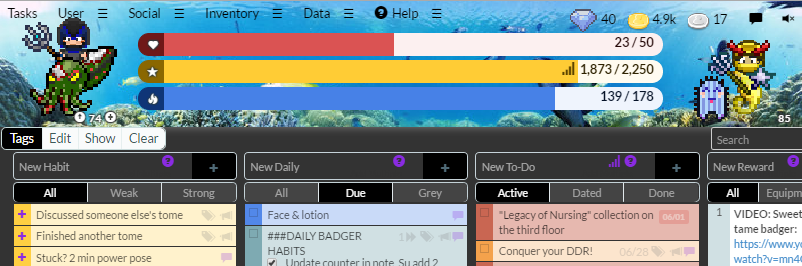 Tasks User Social Inventory Data Help 40 4.9k 17
23 / 50
1,873 / 2,250
139 / 178
74
85
Tags Edit Show Clear
Search
New Habit
New Daily
New To-Do
New Reward
All Weak Strong
All Due Grey
Active Dated Done
All Equipm
Discussed someone else's tome
Finished another tome
Stuck? 2 min power pose
Face & lotion
###DAILY BADGER 1
HABITS
Update counter in note. Su add 2
"Legacy of Nursing" collection on
the third floor
06/01
Conquer your DDR!
06/28
1
VIDEO: Sweet
tame badger:
https://www.yo
watch?v=mn4C